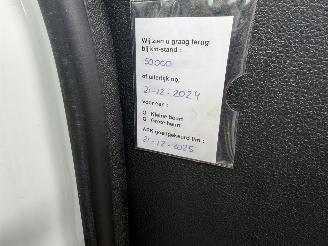 Wij zien u graag terug
bij km-stand :
50000
of uiterlijk op:
21-12-2024
voor een :
O Kleine beurt
O Grote beurt
APK goedgekeurd t/m :
21-12-2025